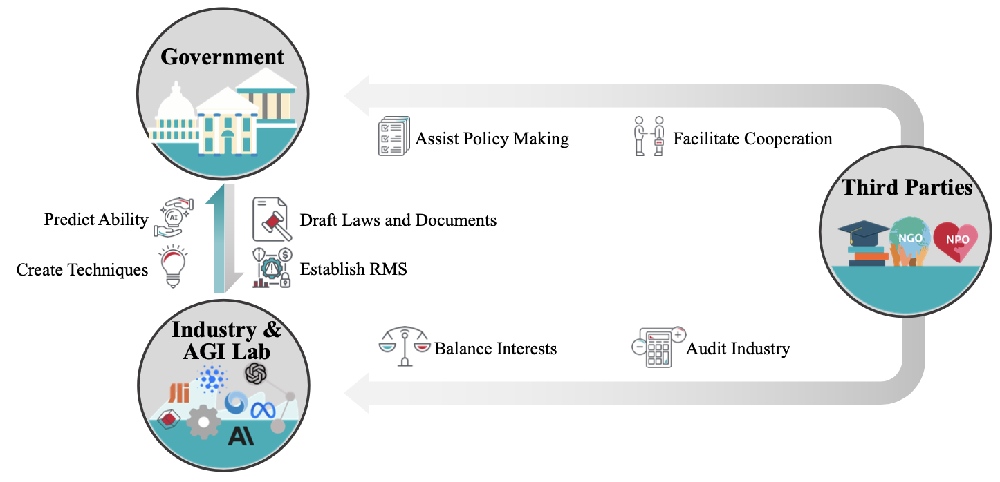 Government
Assist Policy Making
Facilitate Cooperation
Third Parties
NGO
NPO
Predict Ability
AI
Draft Laws and Documents
Create Techniques
Establish RMS
Industry &
AGI Lab
Balance Interests
Audit Industry